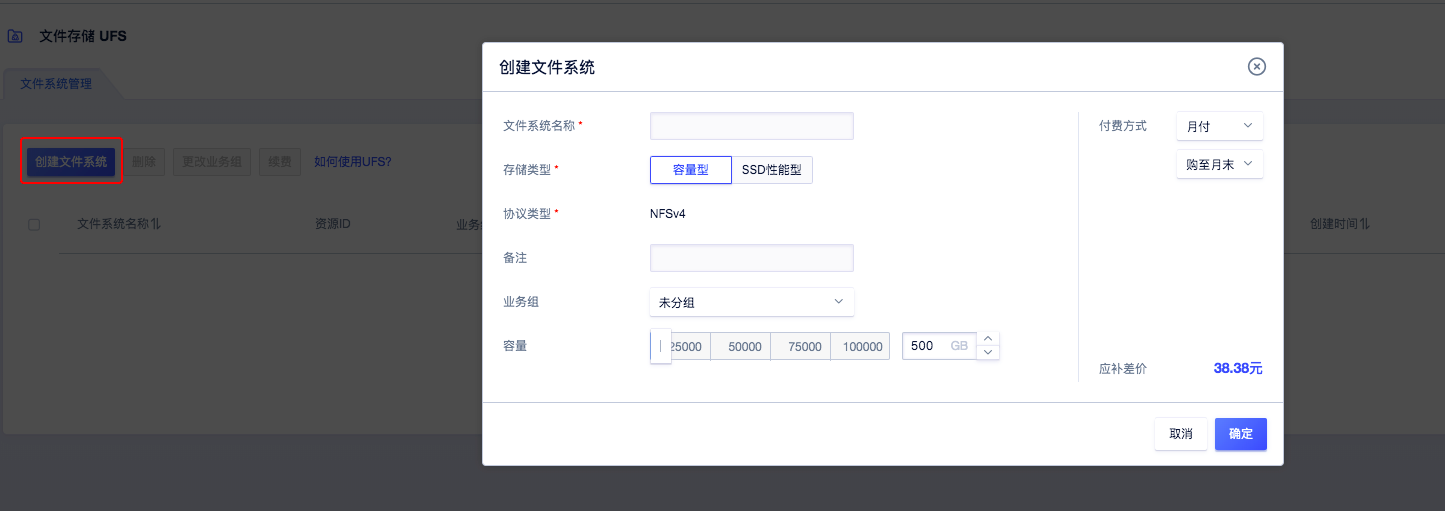 文件存储 UFS
文件系统管理
创建文件系统 删除 更改业务组 续费 如何使用UFS?
文件系统名称 资源ID 业务 创建时间
创建文件系统
文件系统名称 *
存储类型 * 容量型 SSD性能型
协议类型 * NFSv4
备注
业务组 未分组
容量 25000 50000 75000 100000 500 GB
付费方式 月付
购至月末
应补差价 38.38元
取消 确定